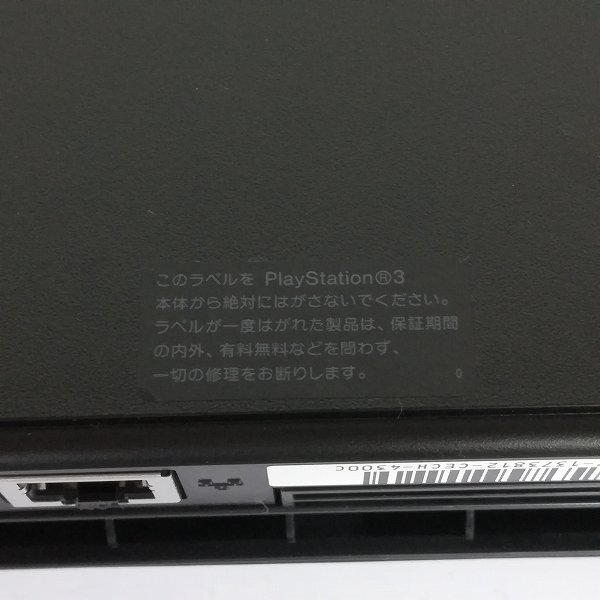 このラベルを PlayStation®3
本体から絶対にはがさないでください。
ラベルが一度はがれた製品は、保証期間
の内外、有料無料などを問わず、
一切の修理をお断りします。
0
-13773812-CECH-4300C